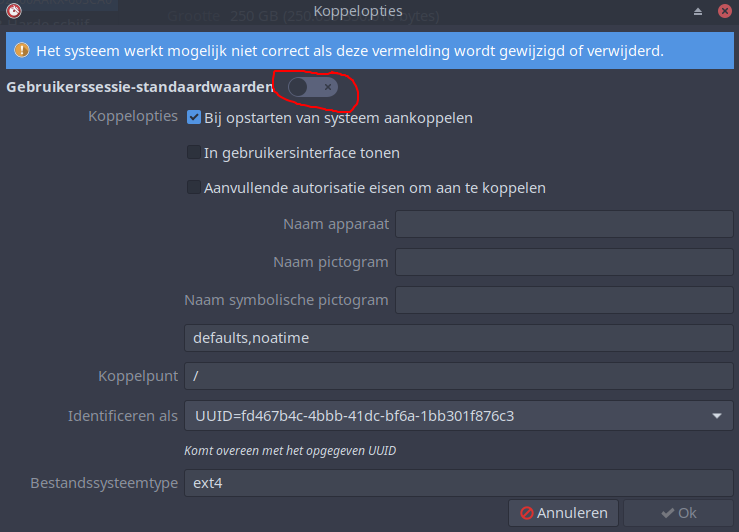 Koppelopties
Het systeem werkt mogelijk niet correct als deze vermelding wordt gewijzigd of verwijderd.
Gebruikerssessie-standaardwaarden
Koppelopties Bij opstarten van systeem aankoppelen
In gebruikersinterface tonen
Aanvullende autorisatie eisen om aan te koppelen
Naam apparaat
Naam pictogram
Naam symbolische pictogram
defaults,noatime
Koppelpunt /
Identificeren als UUID=fd467b4c-4bbb-41dc-bf6a-1bb301f876c3
Komt overeen met het opgegeven UUID
Bestandssysteemtype ext4
Annuleren Ok